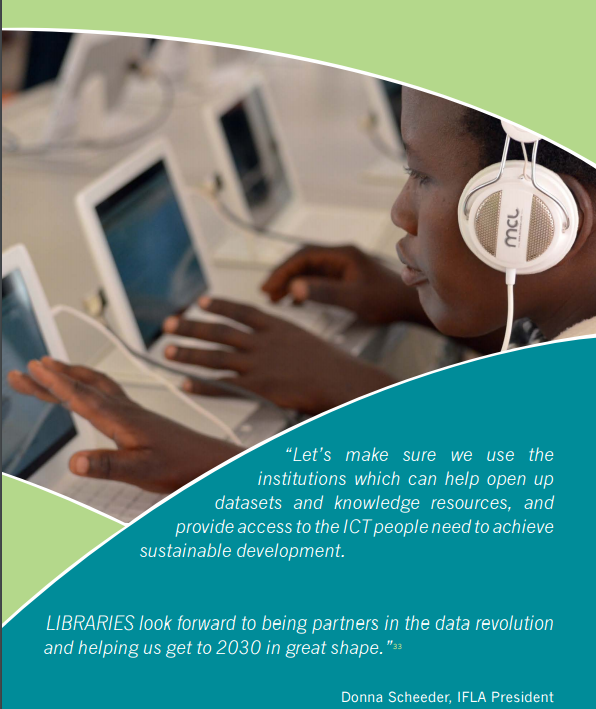 mcl
“Let’s make sure we use the
institutions which can help open up
datasets and knowledge resources, and
provide access to the ICT people need to achieve
sustainable development.
LIBRARIES look forward to being partners in the data revolution
and helping us get to 2030 in great shape.”33
Donna Scheeder, IFLA President